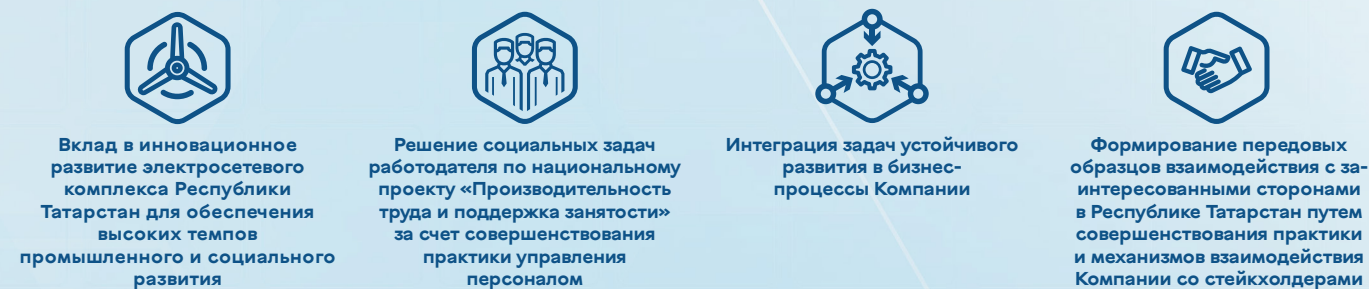 Вклад в инновационное
развитие электросетевого
комплекса Республики
Татарстан для обеспечения
высоких темпов
промышленного и социального
развития
Решение социальных задач
работодателя по национальному
проекту «Производительность
труда и поддержка занятости»
за счет совершенствования
практики управления
персоналом
Интеграция задач устойчивого
развития в бизнес-
процессы Компании
Формирование передовых
образцов взаимодействия с за-
интересованными сторонами
в Республике Татарстан путем
совершенствования практики
и механизмов взаимодействия
Компании со стейкхолдерами